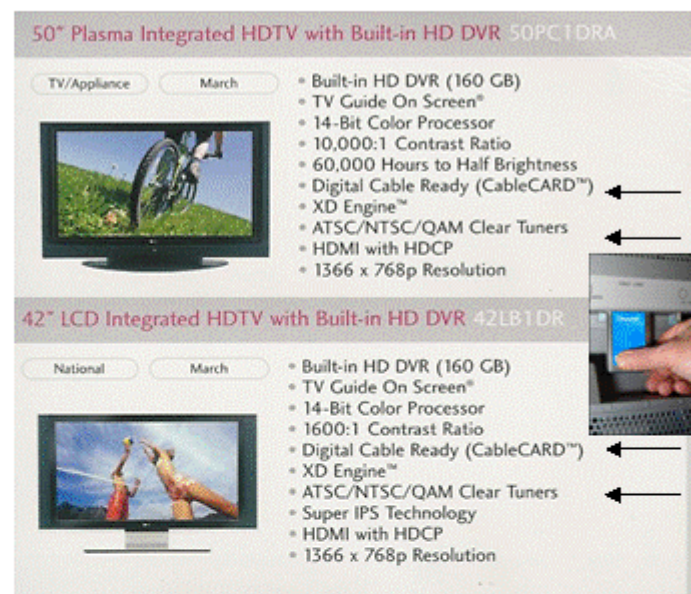 50" Plasma Integrated HDTV with Built-in HD DVR 50PC1DRA
TV/Appliance
March
• Built-in HD DVR (160 GB)
• TV Guide On Screen®
• 14-Bit Color Processor
• 10,000:1 Contrast Ratio
• 60,000 Hours to Half Brightness
• Digital Cable Ready (CableCARD™)
• XD Engine™
• ATSC/NTSC/QAM Clear Tuners
• HDMI with HDCP
• 1366 x 768p Resolution
42" LCD Integrated HDTV with Built-in HD DVR 42LB1DR
National
March
• Built-in HD DVR (160 GB)
• TV Guide On Screen®
• 14-Bit Color Processor
• 1600:1 Contrast Ratio
• Digital Cable Ready (CableCARD™)
• XD Engine™
• ATSC/NTSC/QAM Clear Tuners
• Super IPS Technology
• HDMI with HDCP
• 1366 x 768p Resolution